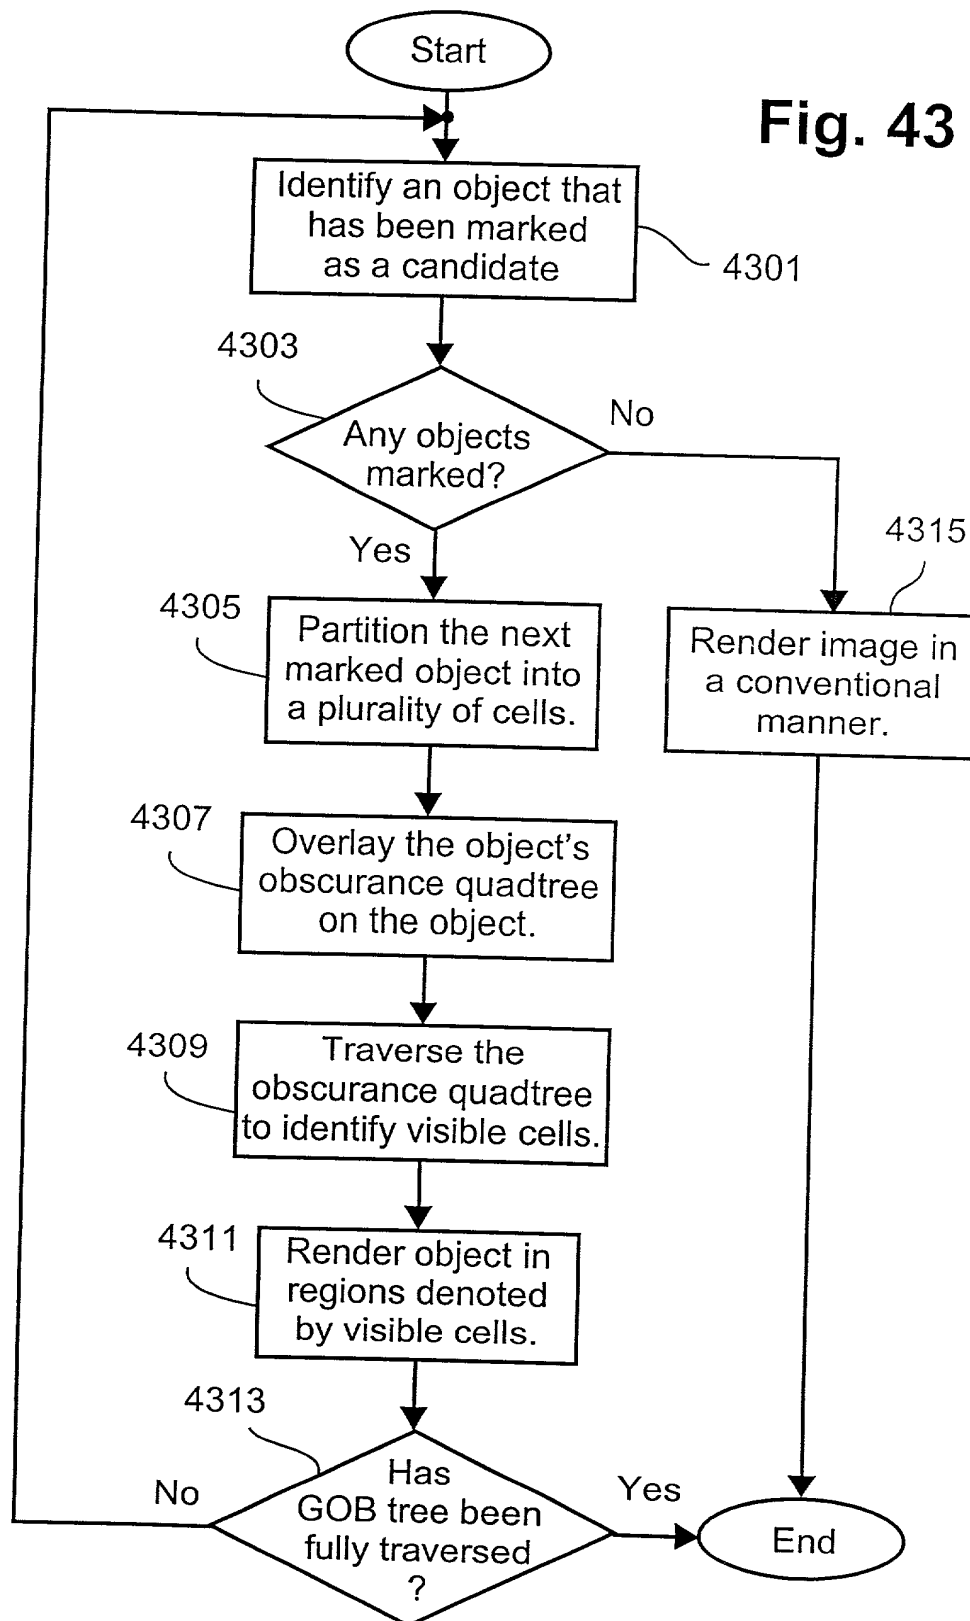 Start
Fig. 43
Identify an object that
has been marked
as a candidate
4301
4303
Any objects
marked?
No
Yes
4315
Render image in
a conventional
manner.
4305
Partition the next
marked object into
a plurality of cells.
4307
Overlay the object's
obscurance quadtree
on the object.
4309
Traverse the
obscurance quadtree
to identify visible cells.
4311
Render object in
regions denoted
by visible cells.
4313
Has
GOB tree been
fully traversed
?
No
Yes
End